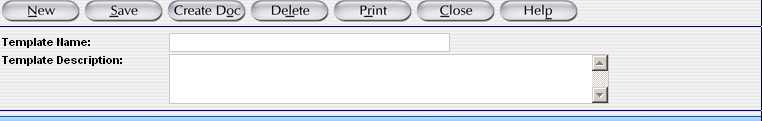 New Save Create Doc Delete Print Close Help
Template Name:
Template Description: